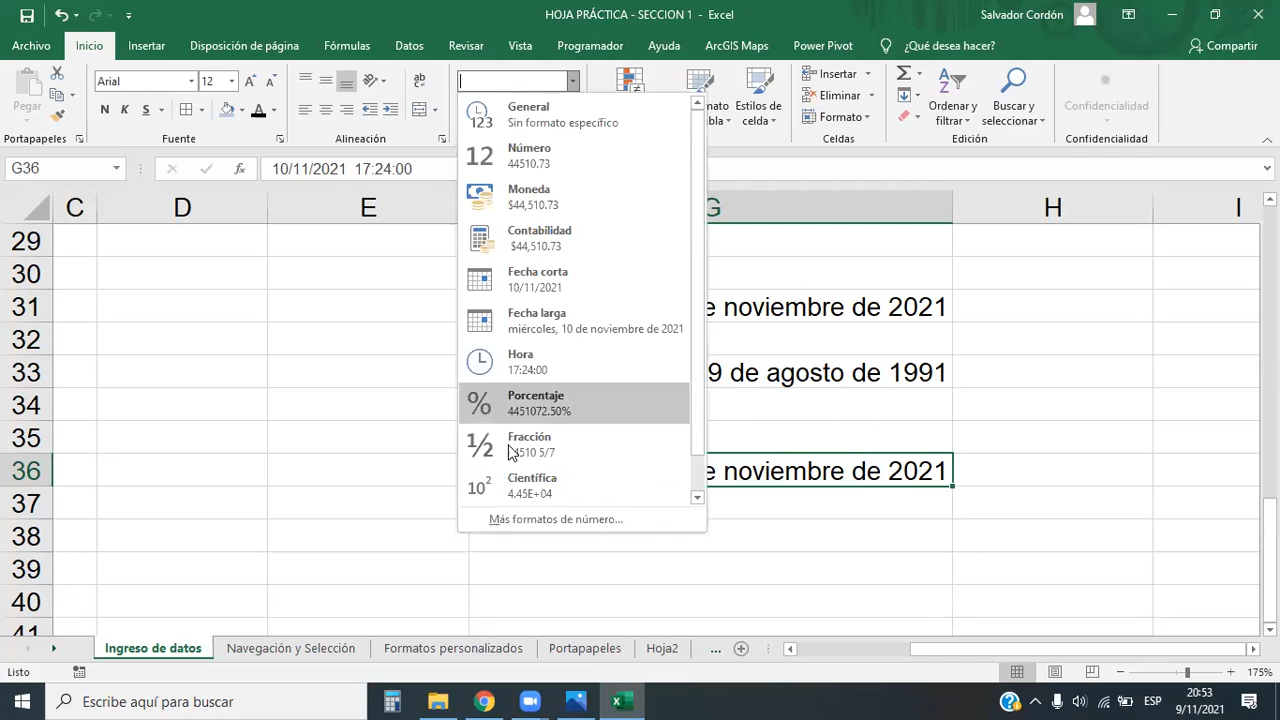 HOJA PRÁCTICA - SECCION 1 - Excel
Salvador Cordón
Archivo Inicio Insertar Disposición de página Fórmulas Datos Revisar Vista Programador Ayuda ArcGIS Maps Power Pivot ¿Qué desea hacer? Compartir
Pegar
Portapapeles
Arial 12
N K S
Fuente
ab
Alineación
Estilos de celda
Insertar
Eliminar
Formato
Celdas
Ordenar y filtrar
Buscar y seleccionar
Edición
Confidencialidad
Confidencialidad
G36
fx
10/11/2021 17:24:00
General
Sin formato específico
Número
44510.73
Moneda
$44,510.73
Contabilidad
$44,510.73
Fecha corta
10/11/2021
Fecha larga
miércoles, 10 de noviembre de 2021
Hora
17:24:00
Porcentaje
4451072.50%
Fracción
Científica
4.45E+04
Más formatos de número...
C D E G H I
29
30
31 noviembre de 2021
32
33 9 de agosto de 1991
34
35
36 noviembre de 2021
37
38
39
40
41
Ingreso de datos Navegación y Selección Formatos personalizados Portapapeles Hoja2 ...
Listo
175%
Escribe aquí para buscar
ESP
20:53
9/11/2021